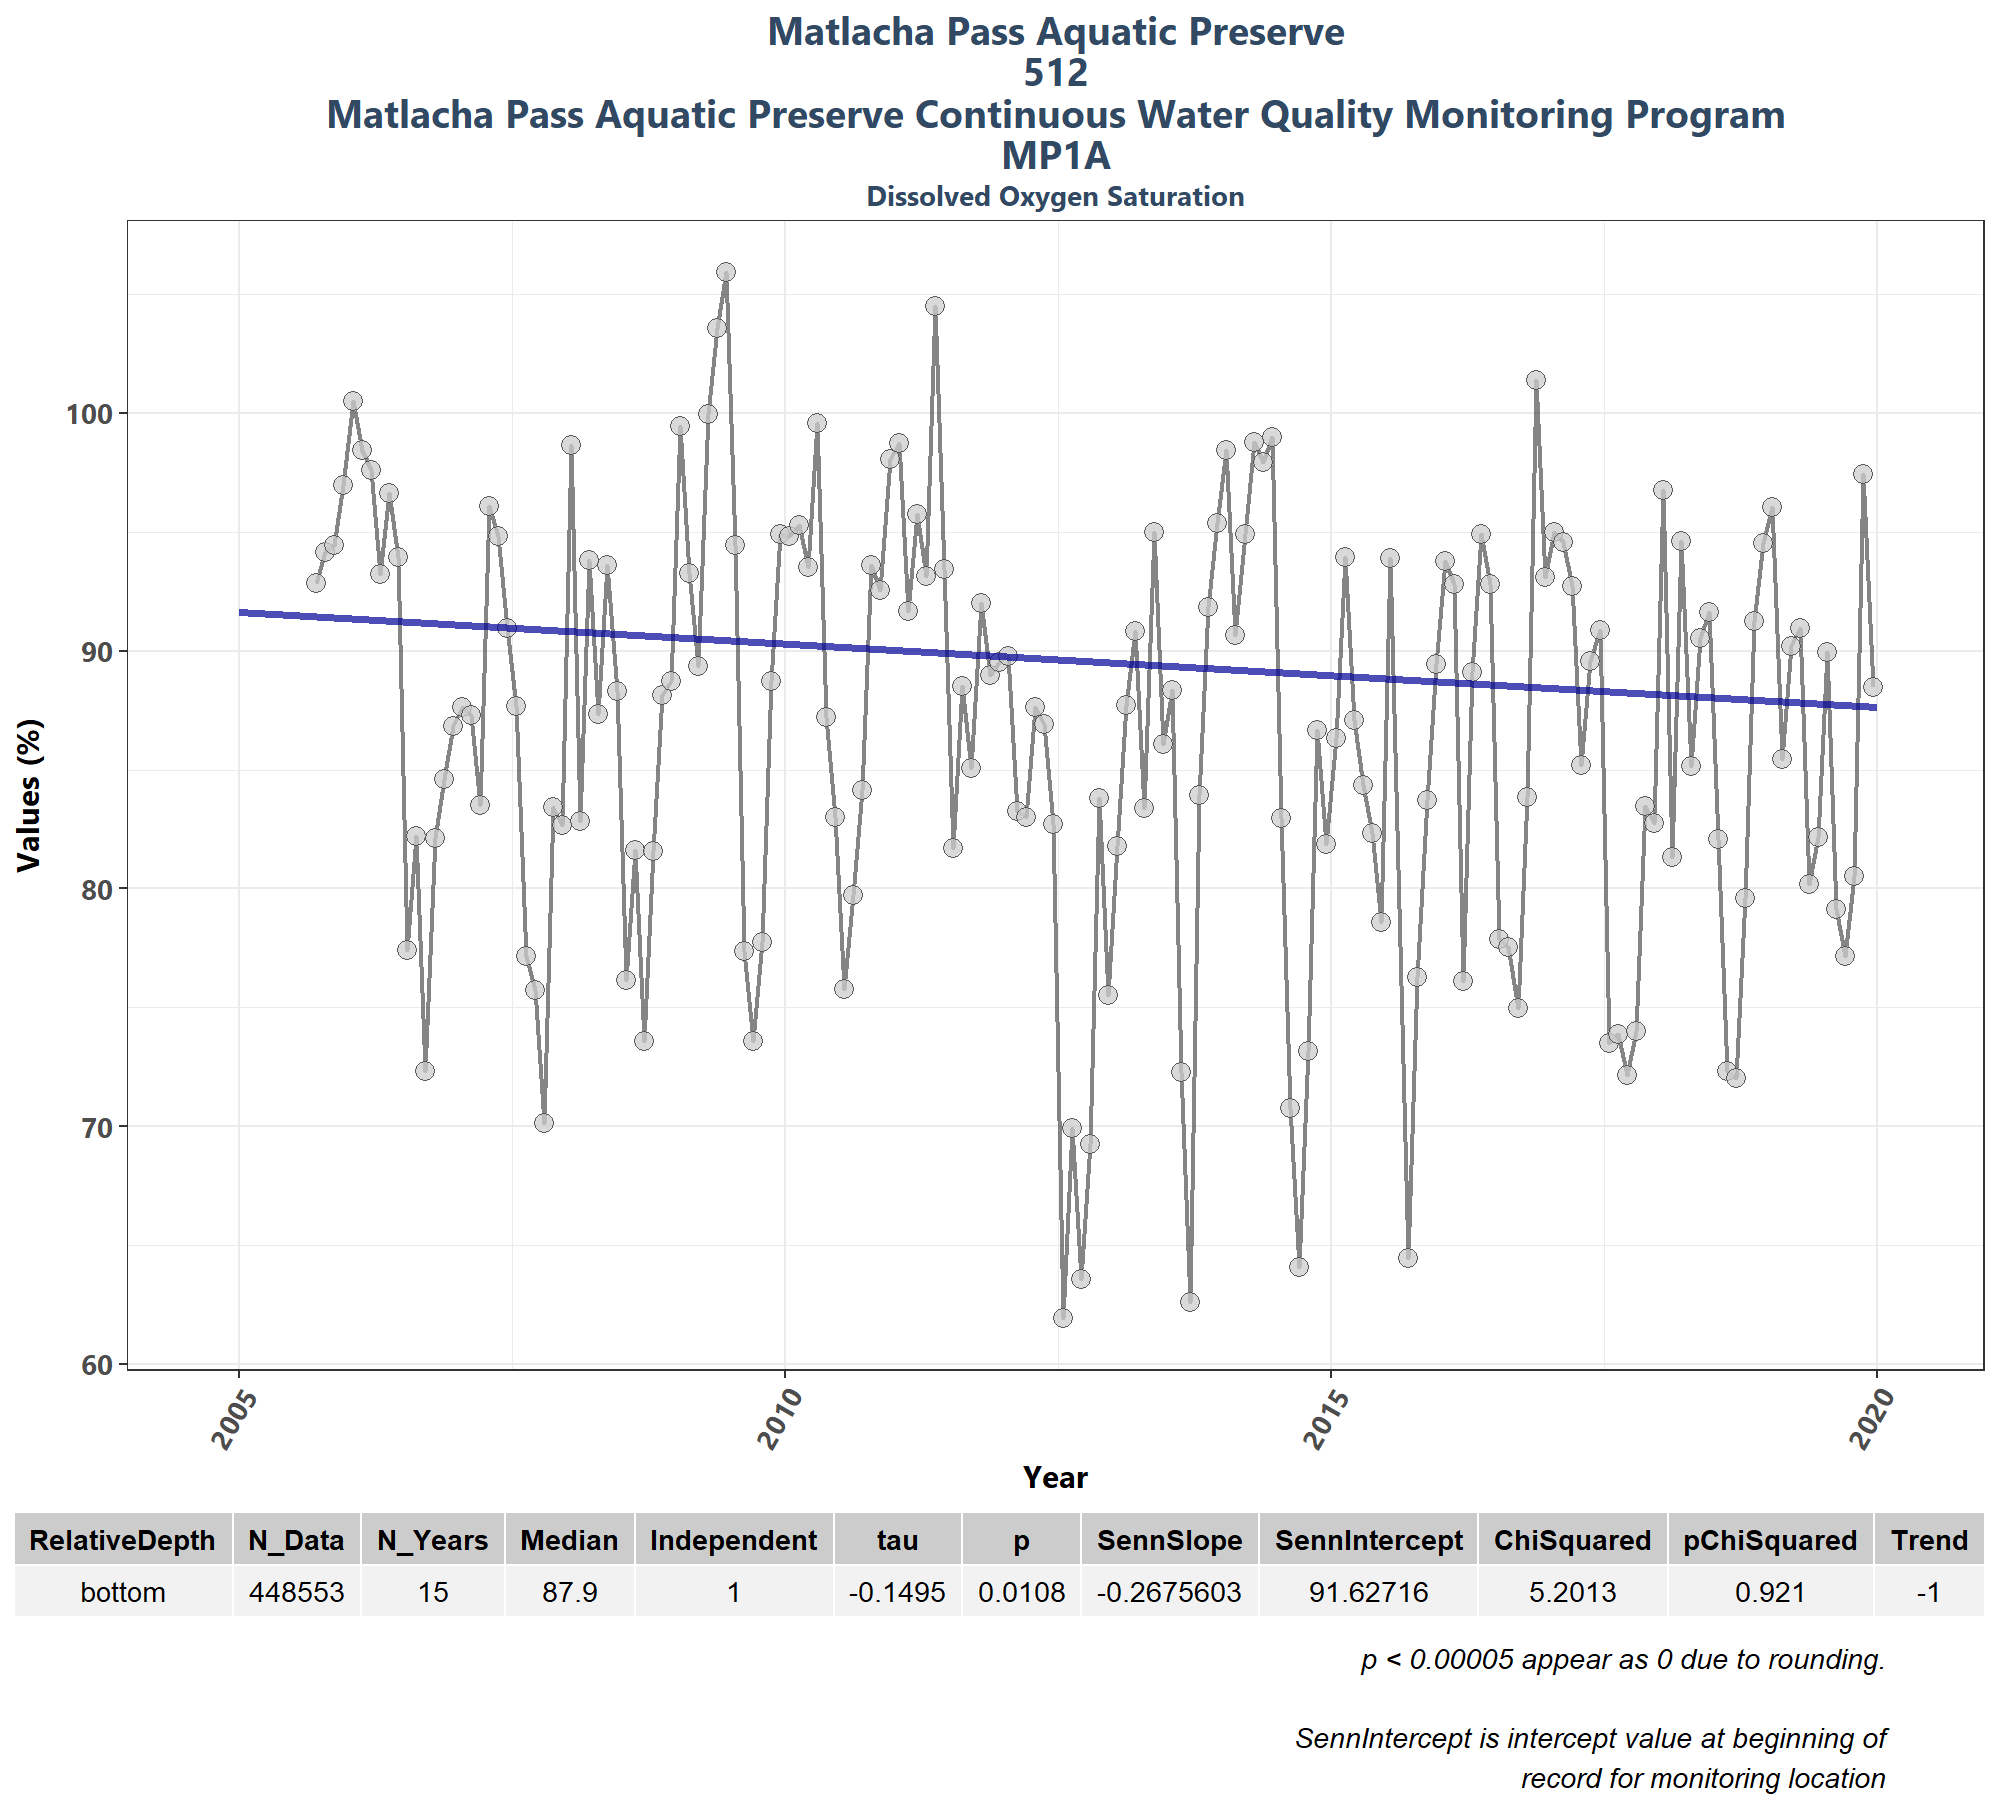 Matlacha Pass Aquatic Preserve
512
Matlacha Pass Aquatic Preserve Continuous Water Quality Monitoring Program
MP1A
Dissolved Oxygen Saturation
Values (%)
100
90
80
70
60
2005
2010
2015
2020
Year
RelativeDepth N_Data N_Years Median Independent tau p SennSlope SennIntercept ChiSquared pChiSquared Trend
bottom 448553 15 87.9 1 -0.1495 0.0108 -0.2675603 91.62716 5.2013 0.921 -1
p < 0.00005 appear as 0 due to rounding.
SennIntercept is intercept value at beginning of
record for monitoring location